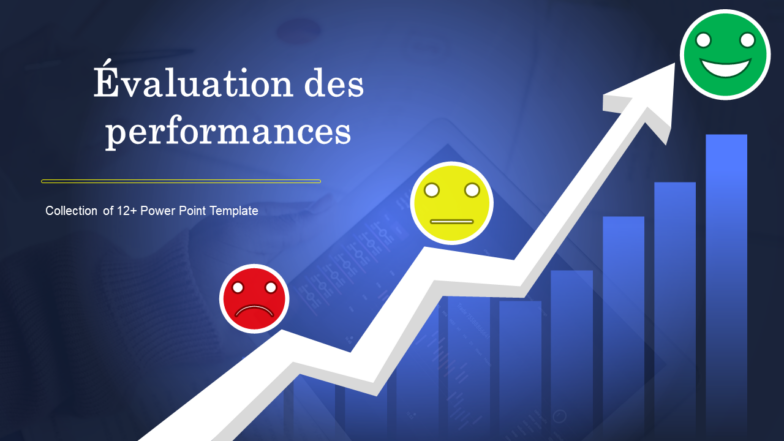 Évaluation des
performances
Collection of 12+ Power Point Template